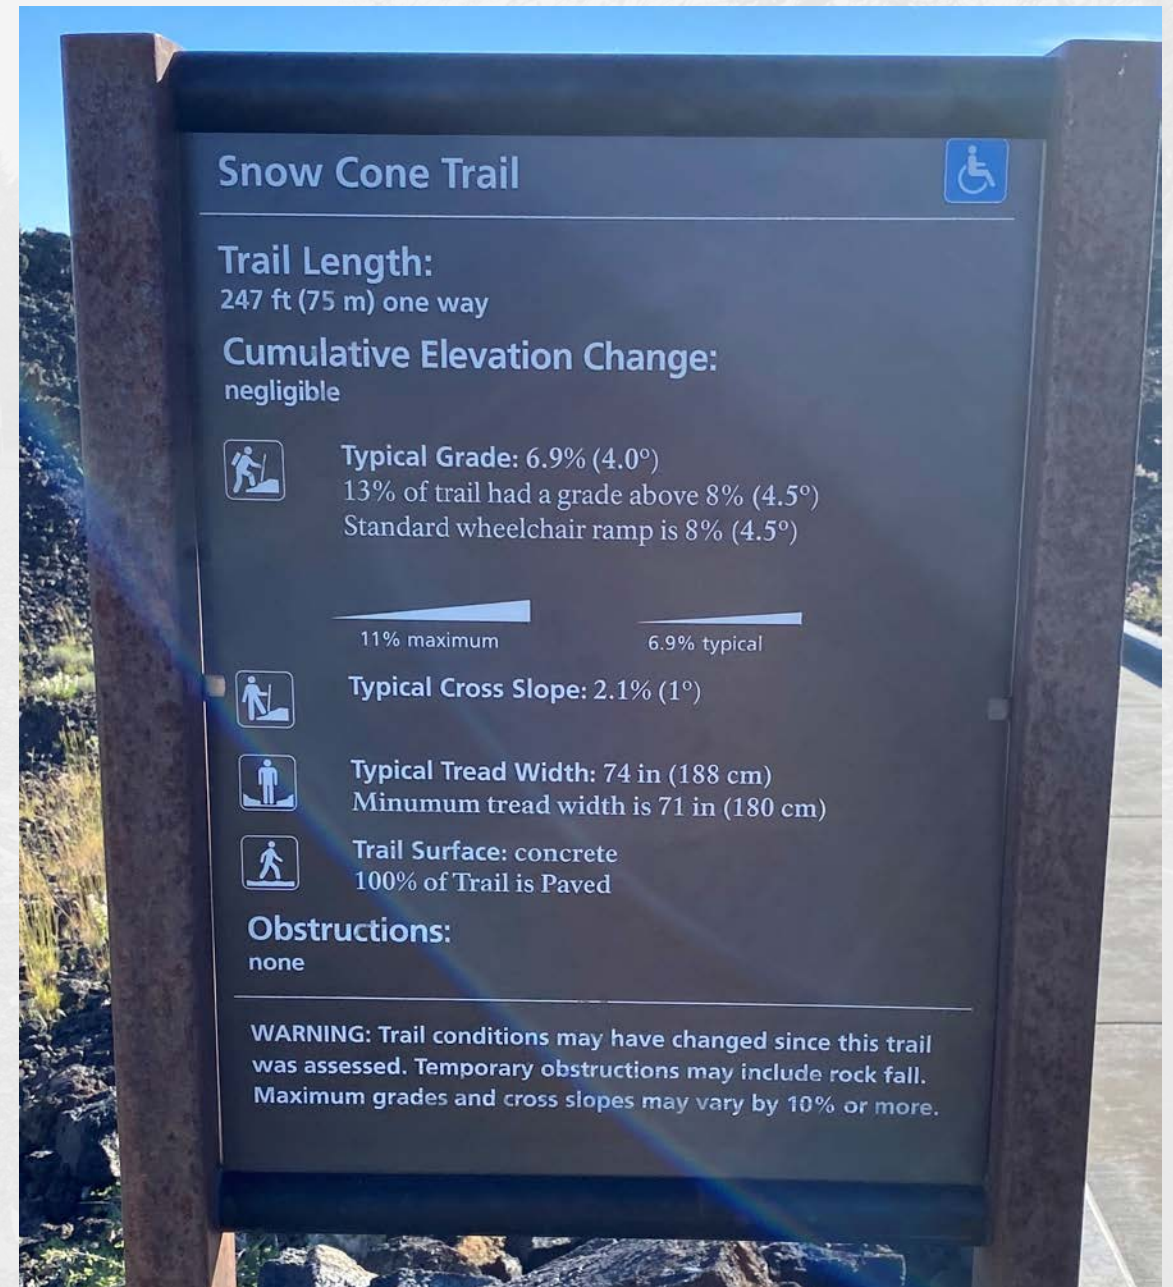 Snow Cone Trail
Trail Length:
247 ft (75 m) one way
Cumulative Elevation Change:
negligible
Typical Grade: 6.9% (4.0º)
13% of trail had a grade above 8% (4.5º)
Standard wheelchair ramp is 8% (4.5º)
11% maximum
6.9% typical
Typical Cross Slope: 2.1% (1º)
Typical Tread Width: 74 in (188 cm)
Minumum tread width is 71 in (180 cm)
Trail Surface: concrete
100% of Trail is Paved
Obstructions:
none
WARNING: Trail conditions may have changed since this trail
was assessed. Temporary obstructions may include rock fall.
Maximum grades and cross slopes may vary by 10% or more.